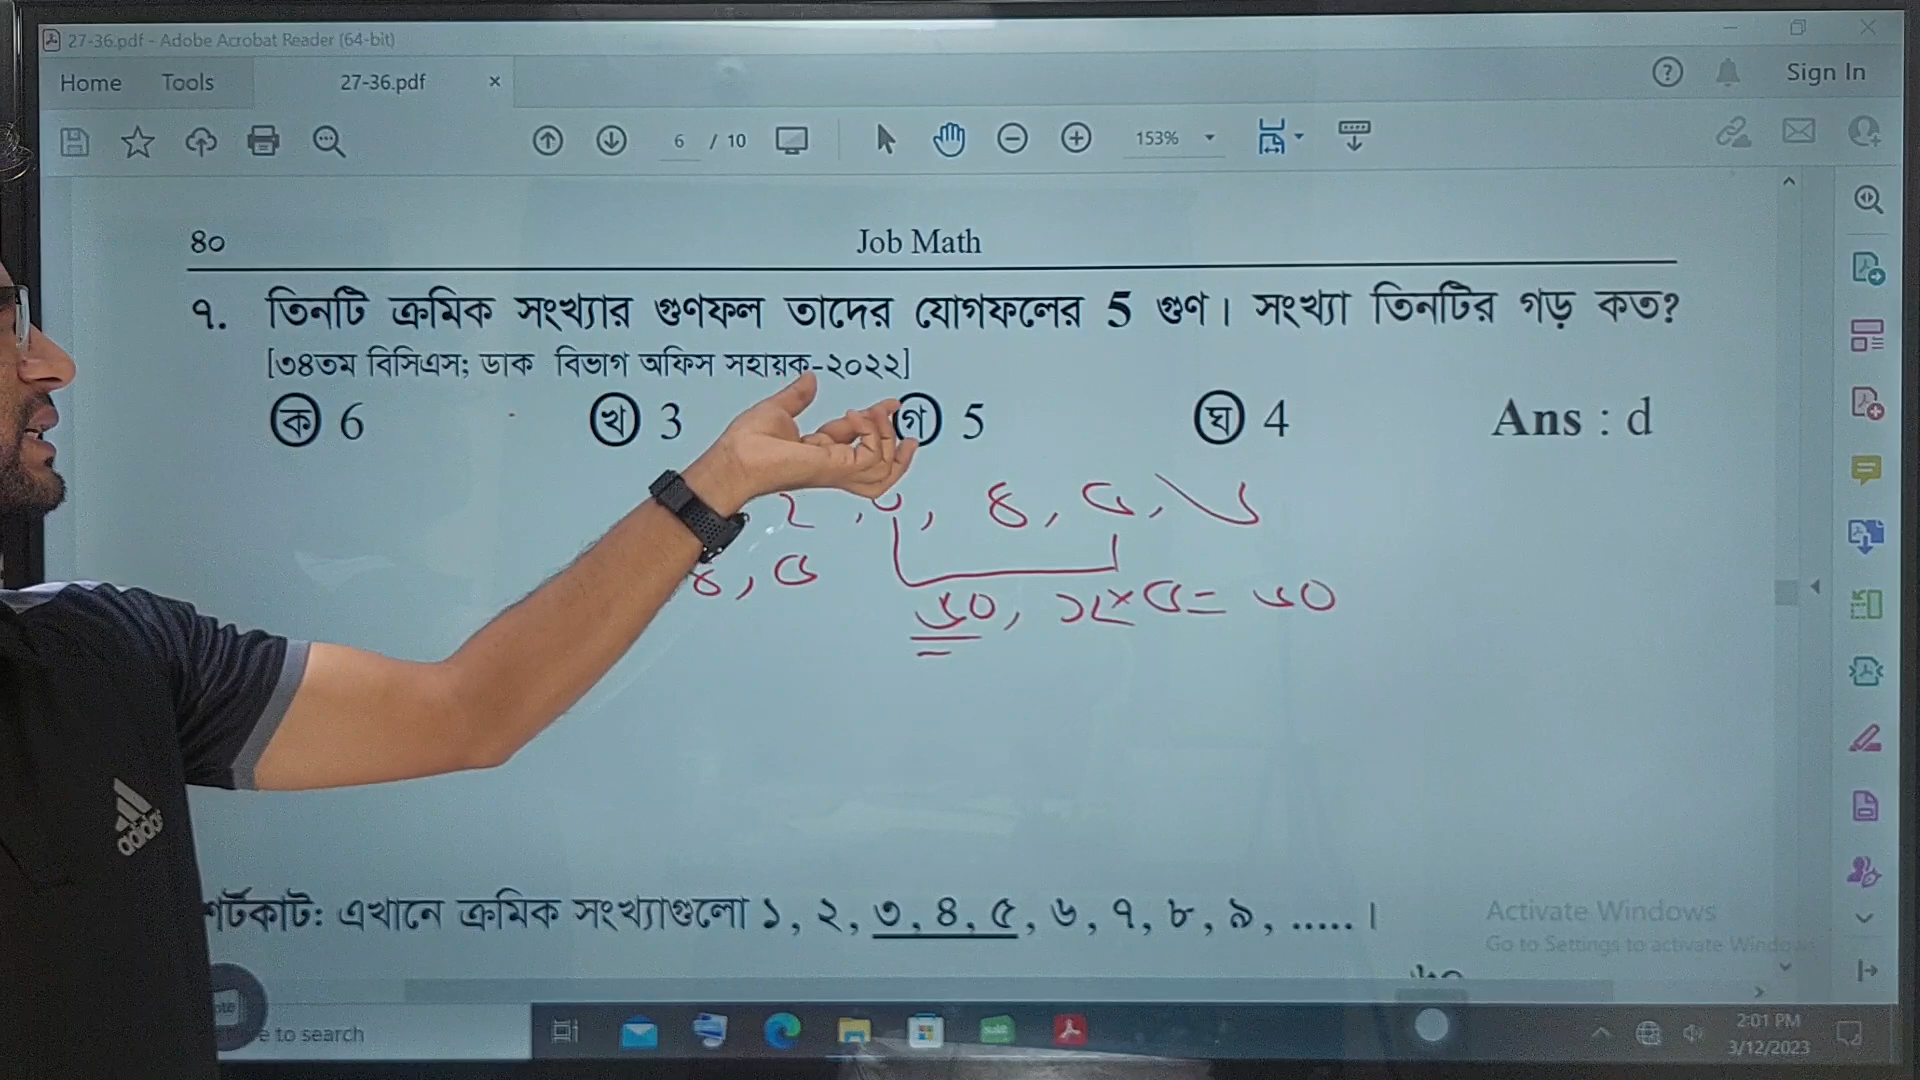 27-36.pdf - Adobe Acrobat Reader (64-bit)
Home Tools 27-36.pdf × Sign In
6 / 10 153%
৪০ Job Math
৭. তিনটি ক্রমিক সংখ্যার গুণফল তাদের যোগফলের 5 গুণ। সংখ্যা তিনটির গড় কত?
[৩৪তম বিসিএস; ডাক বিভাগ অফিস সহায়ক-২০২২]
ক 6 খ 3 গ 5 ঘ 4 Ans : d
২, ৩, ৪, ৫, ৬
৪, ৫
৬০, ১২×৫= ৬০
র্টকাট: এখানে ক্রমিক সংখ্যাগুলো ১, ২, ৩, ৪, ৫, ৬, ৭, ৮, ৯, ..... ।
Activate Windows
Go to Settings to activate Windows
e to search
2:01 PM
3/12/2023
adidas